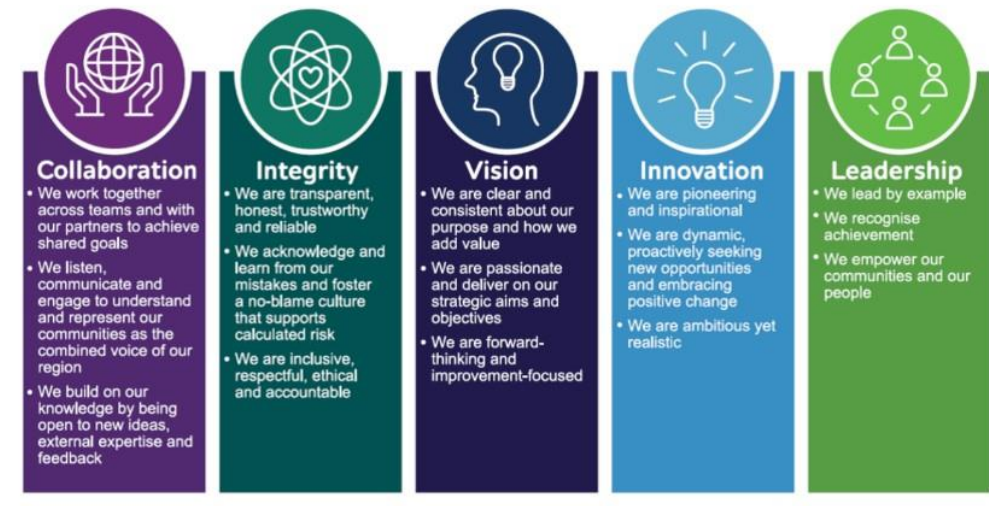 Collaboration
• We work together
across teams and with
our partners to achieve
shared goals
• We listen,
communicate and
engage to understand
and represent our
communities as the
combined voice of our
region
• We build on our
knowledge by being
open to new ideas,
external expertise and
feedback
Integrity
• We are transparent,
honest, trustworthy
and reliable
• We acknowledge and
learn from our
mistakes and foster
a no-blame culture
that supports
calculated risk
• We are inclusive,
respectful, ethical
and accountable
Vision
• We are clear and
consistent about our
purpose and how we
add value
• We are passionate
and deliver on our
strategic aims and
objectives
• We are forward-
thinking and
improvement-focused
Innovation
• We are pioneering
and inspirational
• We are dynamic,
proactively seeking
new opportunities
and embracing
positive change
• We are ambitious yet
realistic
Leadership
• We lead by example
• We recognise
achievement
• We empower our
communities and our
people